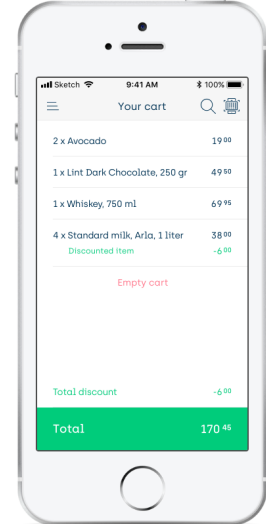 Sketch 9:41 AM 100%
Your cart
2 x Avocado 19 00
1 x Lint Dark Chocolate, 250 gr 49 50
1 x Whiskey, 750 ml 69 95
4 x Standard milk, Arla, 1 liter 38 00
Discounted item -6 00
Empty cart
Total discount -6 00
Total 170 45